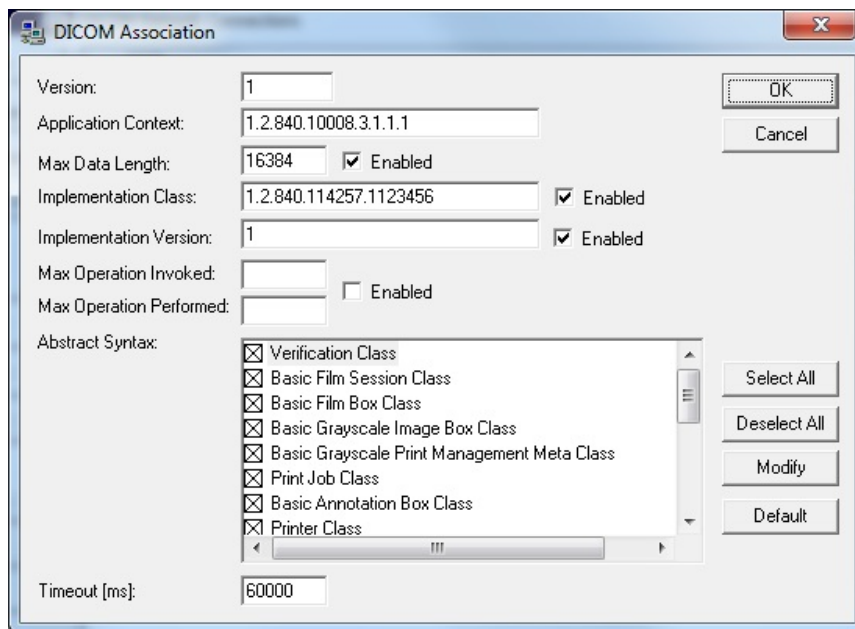 DICOM Association
Version: 1
OK
Application Context: 1.2.840.10008.3.1.1.1
Cancel
Max Data Length: 16384 Enabled
Implementation Class: 1.2.840.114257.1123456 Enabled
Implementation Version: 1 Enabled
Max Operation Invoked:
Enabled
Max Operation Performed:
Abstract Syntax:
Verification Class
Basic Film Session Class
Select All
Basic Film Box Class
Basic Grayscale Image Box Class
Deselect All
Basic Grayscale Print Management Meta Class
Modify
Print Job Class
Basic Annotation Box Class
Default
Printer Class
Timeout [ms]: 60000